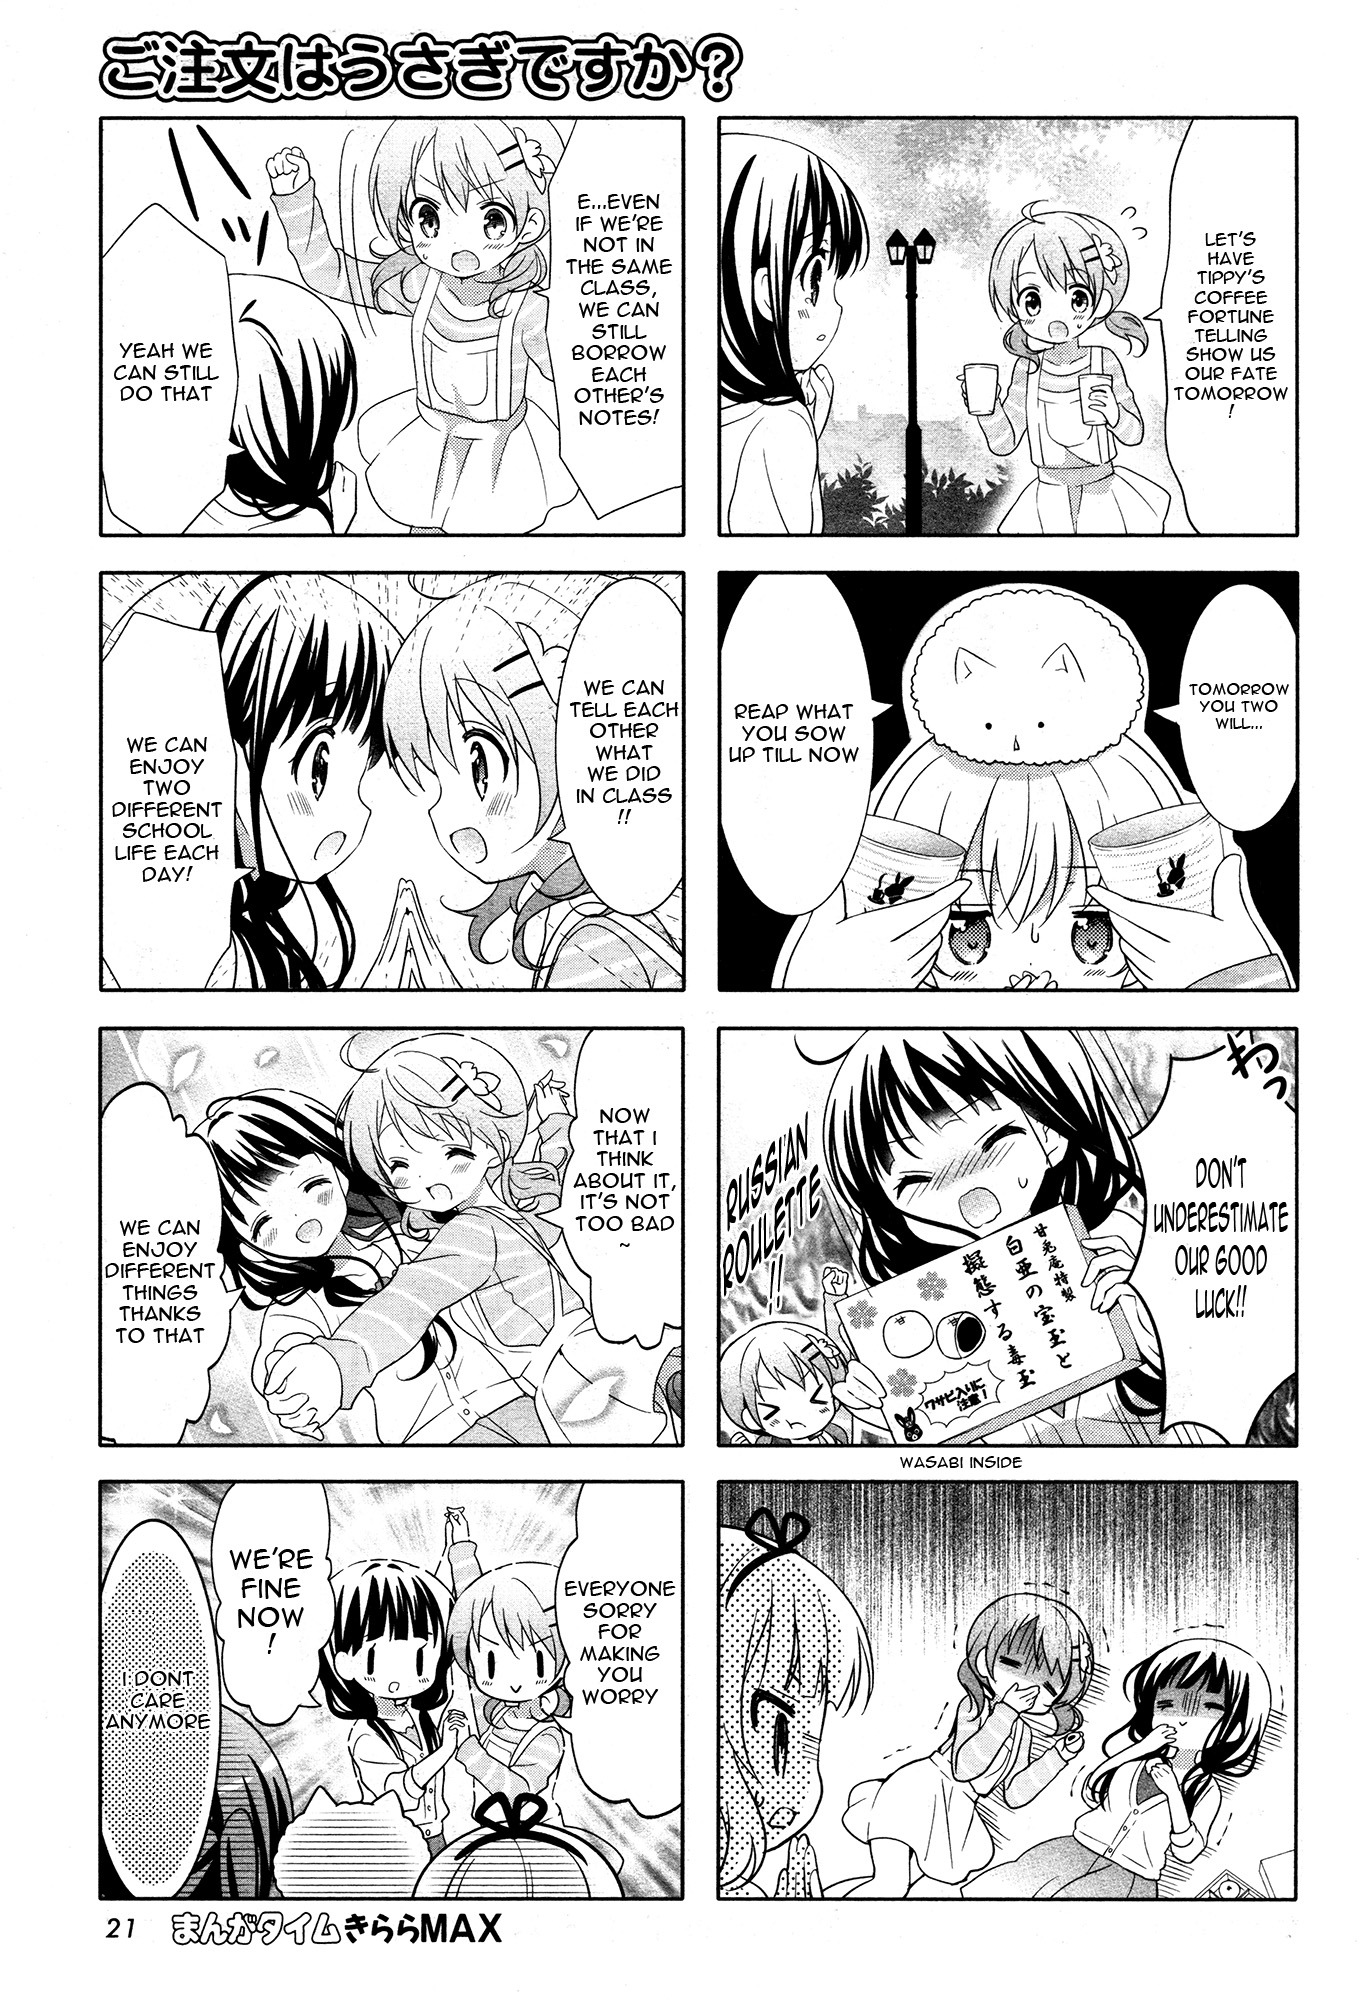 ご注文はうさぎですか?
LET'S
HAVE
TIPPY'S
COFFEE
FORTUNE
TELLING
SHOW US
OUR FATE
TOMORROW
!
TOMORROW
YOU TWO
WILL...
REAP WHAT
YOU SOW
UP TILL NOW
わっ
DON'T
UNDERESTIMATE
OUR GOOD
LUCK!!
RUSSIAN
ROULETTE
!!
甘兎庵特製
白亜の宝玉と
擬態する毒玉
ワサビ入りに
注意!
WASABI INSIDE
E...EVEN
IF WE'RE
NOT IN
THE SAME
CLASS,
WE CAN
STILL
BORROW
EACH
OTHER'S
NOTES!
YEAH WE
CAN STILL
DO THAT
WE CAN
TELL EACH
OTHER
WHAT
WE DID
IN CLASS
!!
WE CAN
ENJOY
TWO
DIFFERENT
SCHOOL
LIFE EACH
DAY!
NOW
THAT I
THINK
ABOUT IT,
IT'S NOT
TOO BAD
~
WE CAN
ENJOY
DIFFERENT
THINGS
THANKS
TO THAT
EVERYONE
SORRY
FOR
MAKING
YOU
WORRY
WE'RE
FINE
NOW
!
I DONT
CARE
ANYMORE
21 まんがタイムきららMAX